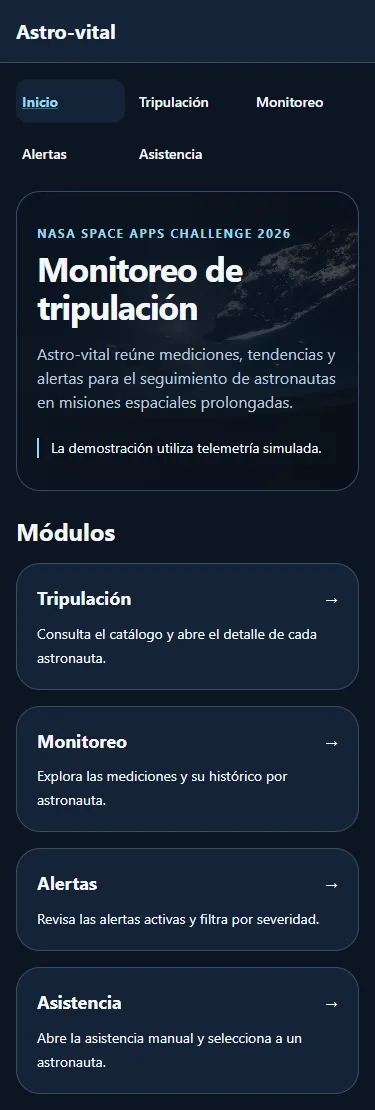 Astro-vital
Inicio
Tripulación
Monitoreo
Alertas
Asistencia
NASA SPACE APPS CHALLENGE 2026
Monitoreo de
tripulación
Astro-vital reúne mediciones, tendencias y
alertas para el seguimiento de astronautas
en misiones espaciales prolongadas.
La demostración utiliza telemetría simulada.
Módulos
Tripulación →
Consulta el catálogo y abre el detalle de cada
astronauta.
Monitoreo →
Explora las mediciones y su histórico por
astronauta.
Alertas →
Revisa las alertas activas y filtra por severidad.
Asistencia →
Abre la asistencia manual y selecciona a un
astronauta.